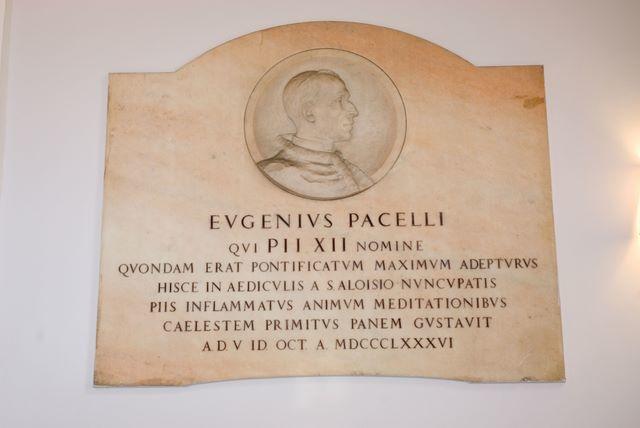 EVGENIVS PACELLI
QVI PII XII NOMINE
QVONDAM ERAT PONTIFICATVM MAXIMVM ADEPTVRVS
HISCE IN AEDICVLIS A S. ALOISIO NVNCVPATIS
PIIS INFLAMMATVS ANIMVM MEDITATIONIBVS
CAELESTEM PRIMITVS PANEM GVSTAVIT
A. D. V ID. OCT. A. MDCCCLXXXVI